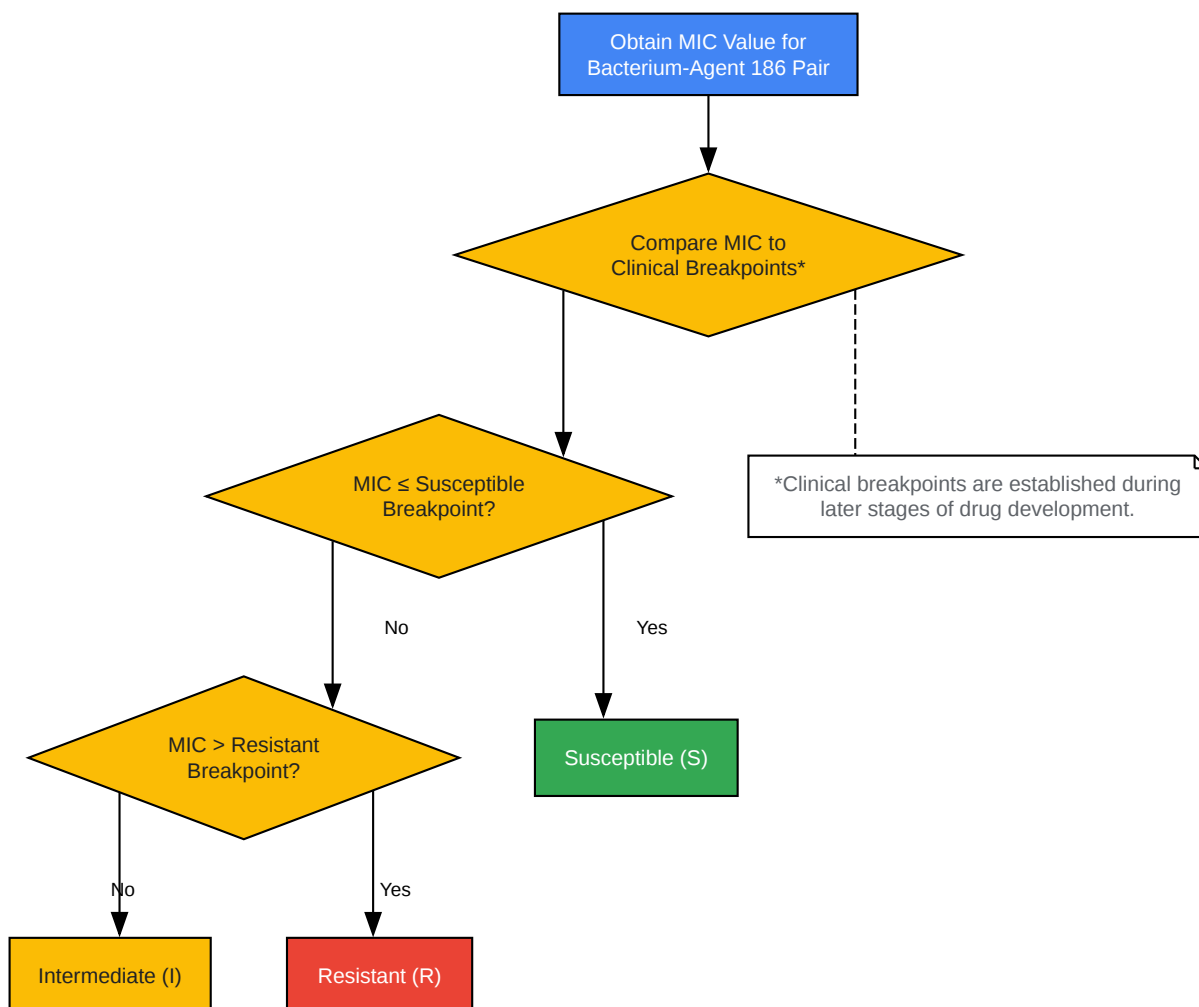 Obtain MIC Value for
Bacterium-Agent 186 Pair
Compare MIC to
Clinical Breakpoints*
MIC ≤ Susceptible
Breakpoint?
*Clinical breakpoints are established during
later stages of drug development.
No
Yes
MIC > Resistant
Breakpoint?
Susceptible (S)
No
Yes
Intermediate (I)
Resistant (R)